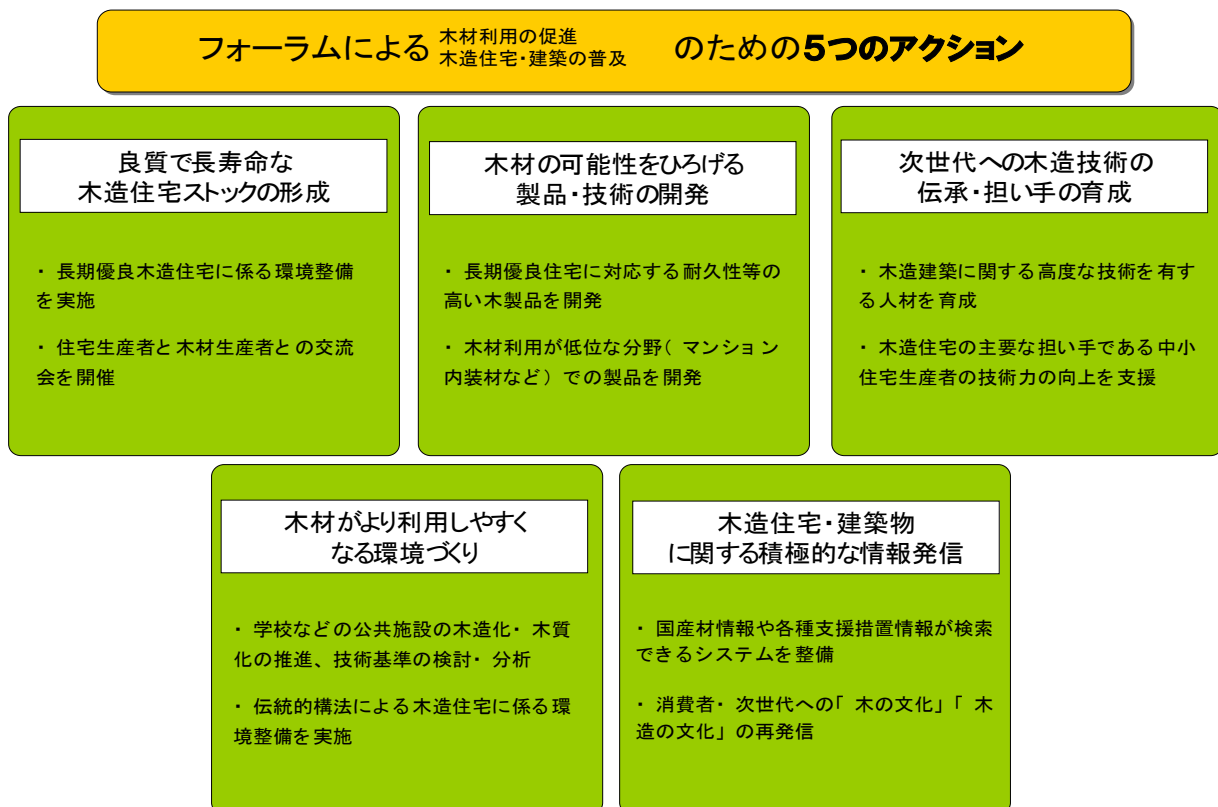 フォーラムによる 木材利用の促進 木造住宅・建築の普及 のための5つのアクション
良質で長寿命な
木造住宅ストックの形成
・ 長期優良木造住宅に係る環境整備
を実施
・ 住宅生産者と木材生産者との交流
会を開催
木材の可能性をひろげる
製品・技術の開発
・ 長期優良住宅に対応する耐久性等の
高い木製品を開発
・ 木材利用が低位な分野( マンション
内装材など) での製品を開発
次世代への木造技術の
伝承・担い手の育成
・ 木造建築に関する高度な技術を有す
る人材を育成
・ 木造住宅の主要な担い手である中小
住宅生産者の技術力の向上を支援
木材がより利用しやすく
なる環境づくり
・ 学校などの公共施設の木造化・ 木質
化の推進、技術基準の検討・ 分析
・ 伝統的構法による木造住宅に係る環
境整備を実施
木造住宅・建築物
に関する積極的な情報発信
・ 国産材情報や各種支援措置情報が検索
できるシステムを整備
・ 消費者・ 次世代への「 木の文化」「 木
造の文化」の再発信